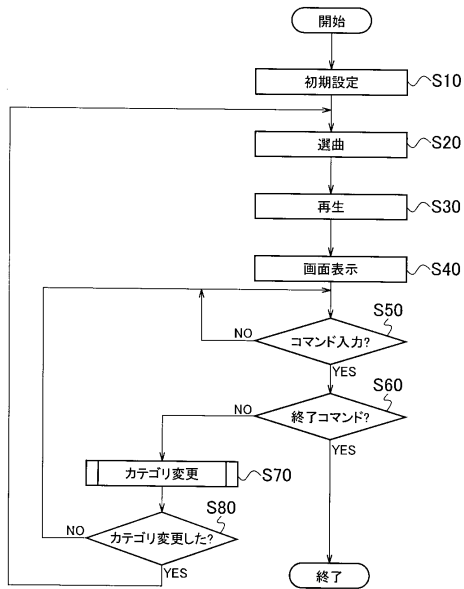 開始
初期設定
S10
選曲
S20
再生
S30
画面表示
S40
S50
コマンド入力?
NO
YES
S60
終了コマンド?
NO
YES
カテゴリ変更
S70
S80
カテゴリ変更した?
NO
YES
終了